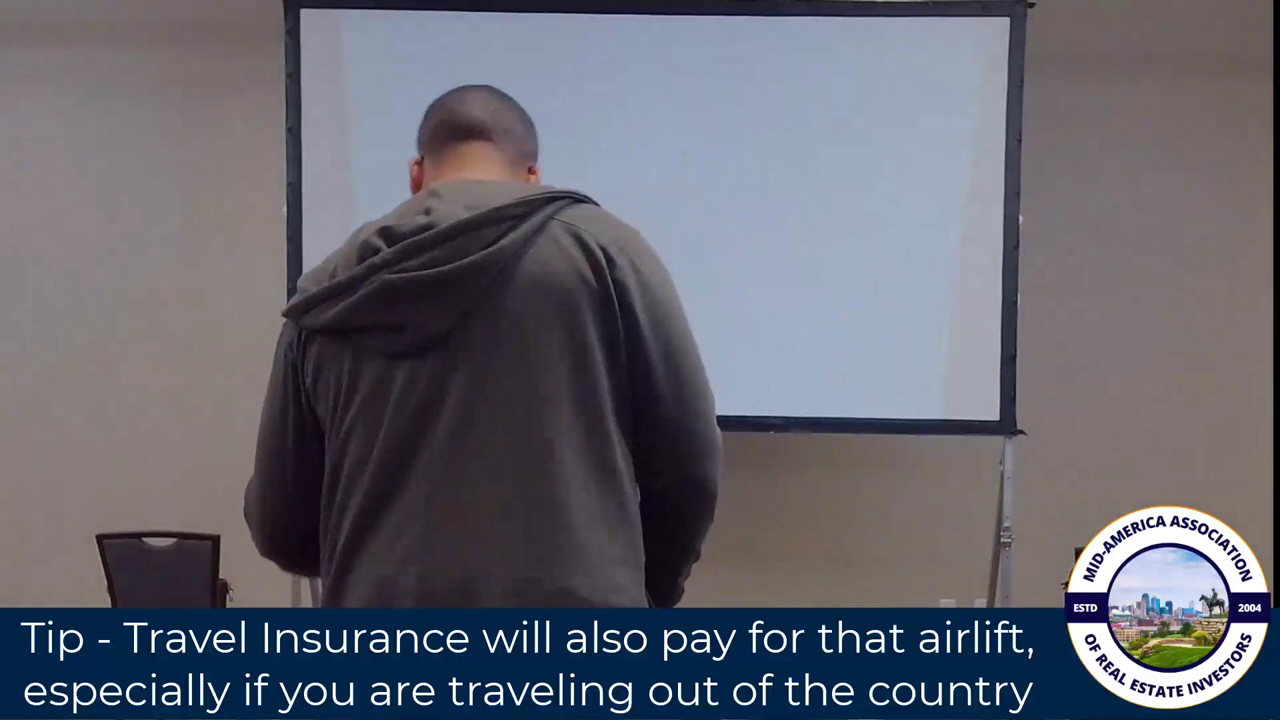 Tip - Travel Insurance will also pay for that airlift,
especially if you are traveling out of the country
MID-AMERICA ASSOCIATION
ESTD 2004
OF REAL ESTATE INVESTORS